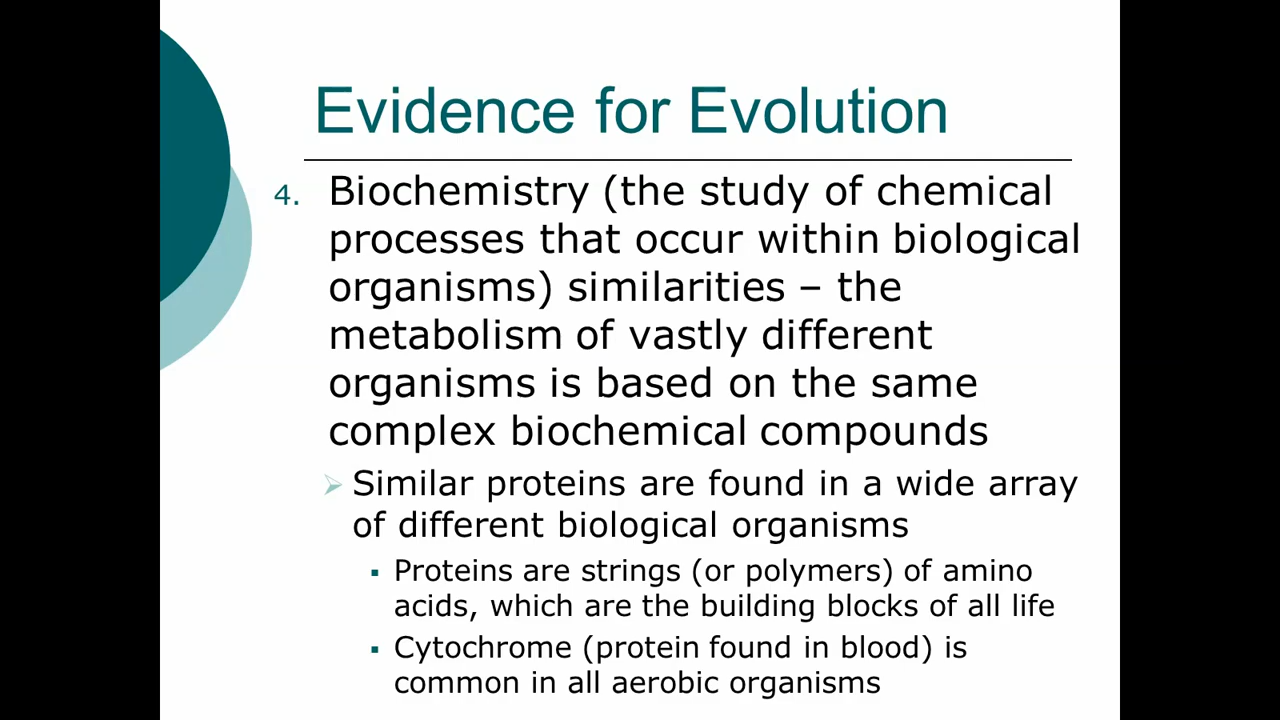 Evidence for Evolution
4. Biochemistry (the study of chemical
processes that occur within biological
organisms) similarities – the
metabolism of vastly different
organisms is based on the same
complex biochemical compounds
Similar proteins are found in a wide array
of different biological organisms
Proteins are strings (or polymers) of amino
acids, which are the building blocks of all life
Cytochrome (protein found in blood) is
common in all aerobic organisms